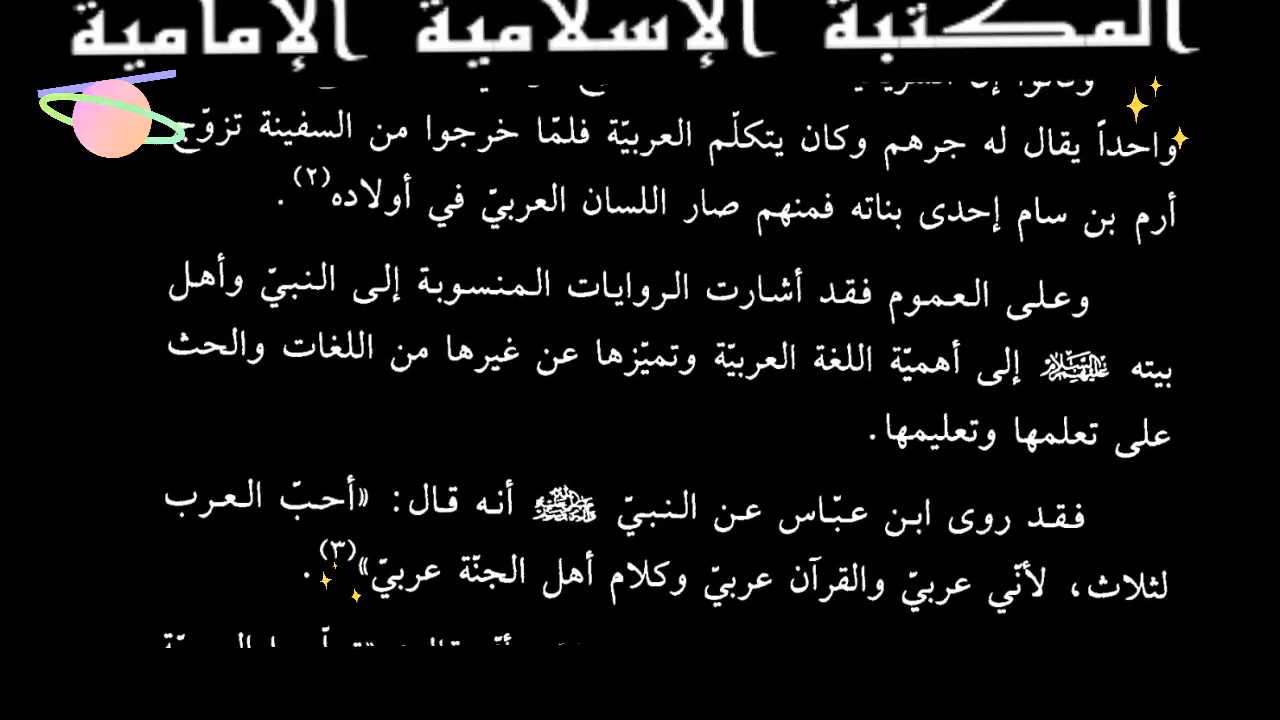 المكتبة الإسلامية الإمامية
وقالوا إن
واحداً يقال له جرهم وكان يتكلّم العربيّة فلمّا خرجوا من السفينة تزوّج
أرم بن سام إحدى بناته فمنهم صار اللسان العربيّ في أولاده(٢).
وعلى العموم فقد أشارت الروايات المنسوبة إلى النبيّ وأهل
بيته عليهم السلام إلى أهميّة اللغة العربيّة وتميّزها عن غيرها من اللغات والحث
على تعلمها وتعليمها.
فقد روى ابن عبّاس عن النبيّ ﷺ أنه قال: «أحبّ العرب
لثلاث، لأنّي عربيّ والقرآن عربيّ وكلام أهل الجنّة عربيّ»(٣).